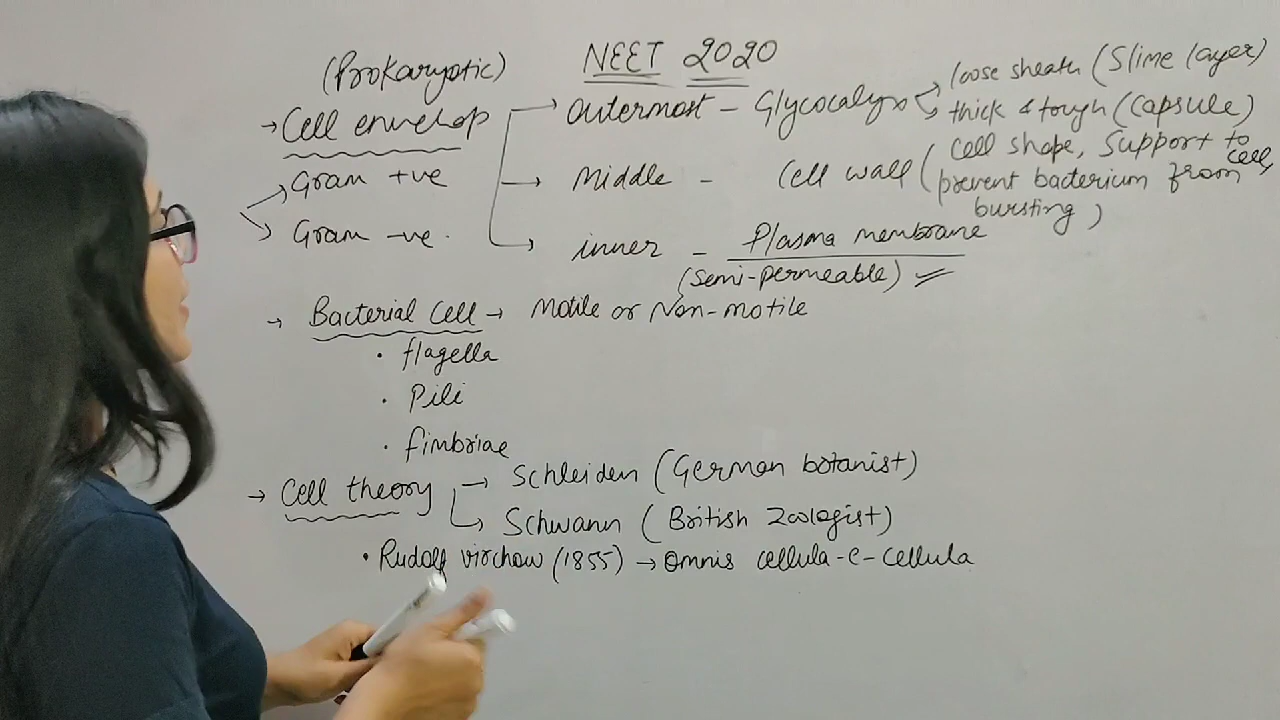 NEET 2020
(Prokaryotic)
→ Cell envelop
→ Outermost - Glycocalyx
loose sheath (Slime layer)
thick & tough (Capsule)
→ Gram +ve
→ Gram -ve.
→ Middle - Cell wall (Cell shape, Support to cell,
prevent bacterium from
bursting)
→ inner - Plasma membrane
(Semi-permeable)
→ Bacterial Cell → Motile or Non-motile
• flagella
• Pili
• fimbriae
→ Cell theory → Schleiden (German botanist)
→ Schwann (British Zoologist)
• Rudolf virchow (1855) → Omnis cellula-e-cellula